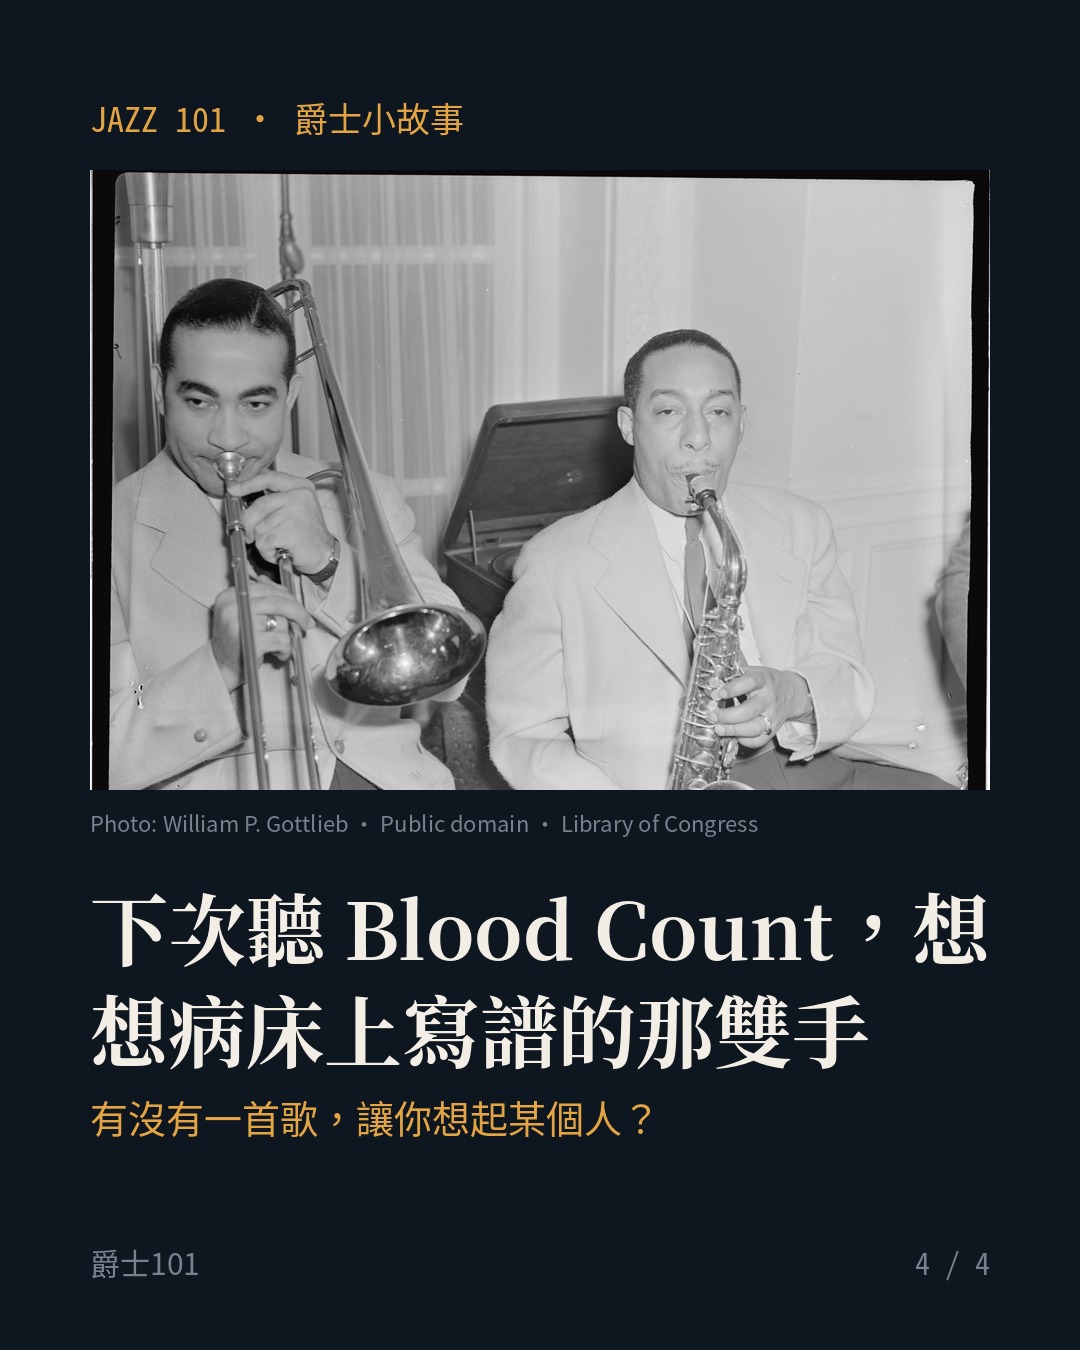 JAZZ 101 · 爵士小故事
Photo: William P. Gottlieb · Public domain · Library of Congress
下次聽 Blood Count，想
想病床上寫譜的那雙手
有沒有一首歌，讓你想起某個人？
爵士101
4 / 4